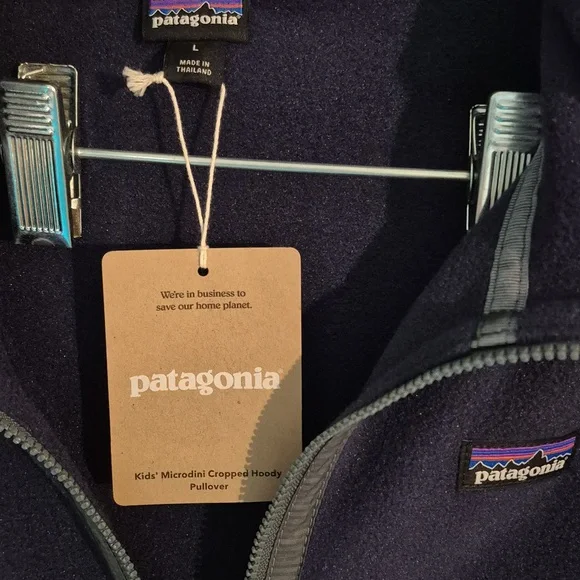 patagonia
L
MADE IN
THAILAND
We're in business to
save our home planet.
patagonia
Kids' Microdini Cropped Hoody
Pullover
patagonia